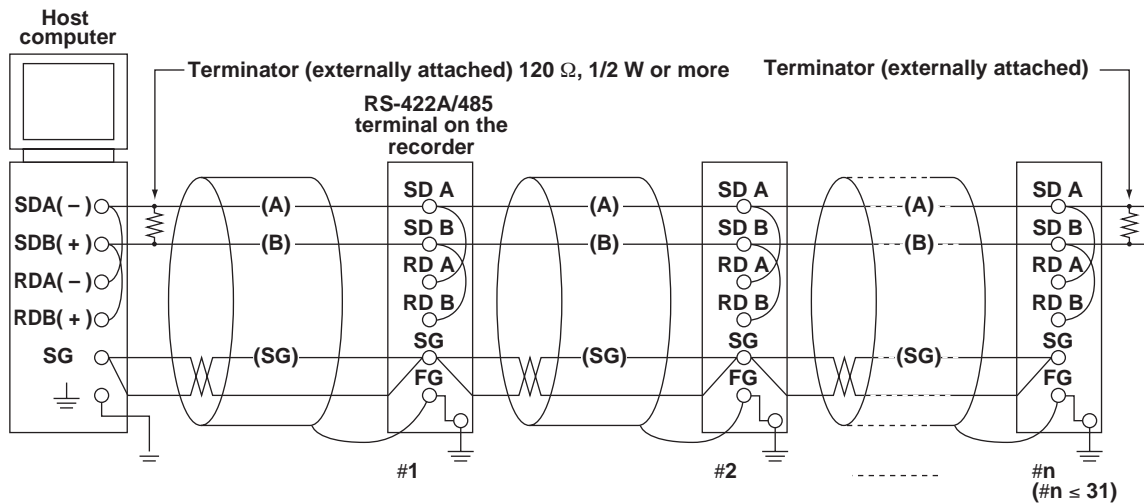 Host
computer
Terminator (externally attached) 120 Ω, 1/2 W or more
Terminator (externally attached)
RS-422A/485
terminal on the
recorder
SDA( – )
SDB( + )
RDA( – )
RDB( + )
SG
(A)
(B)
(SG)
SD A
SD B
RD A
RD B
SG
FG
#1
(A)
(B)
(SG)
SD A
SD B
RD A
RD B
SG
FG
#2
(A)
(B)
(SG)
SD A
SD B
RD A
RD B
SG
FG
#n
(#n ≤ 31)